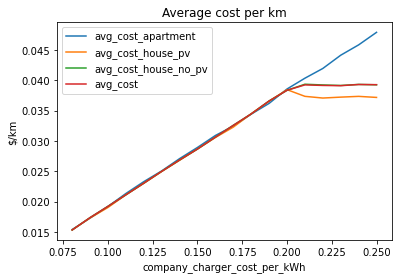 Average cost per km
avg_cost_apartment
avg_cost_house_pv
avg_cost_house_no_pv
avg_cost
$/km
0.045
0.040
0.035
0.030
0.025
0.020
0.015
0.075 0.100 0.125 0.150 0.175 0.200 0.225 0.250
company_charger_cost_per_kWh